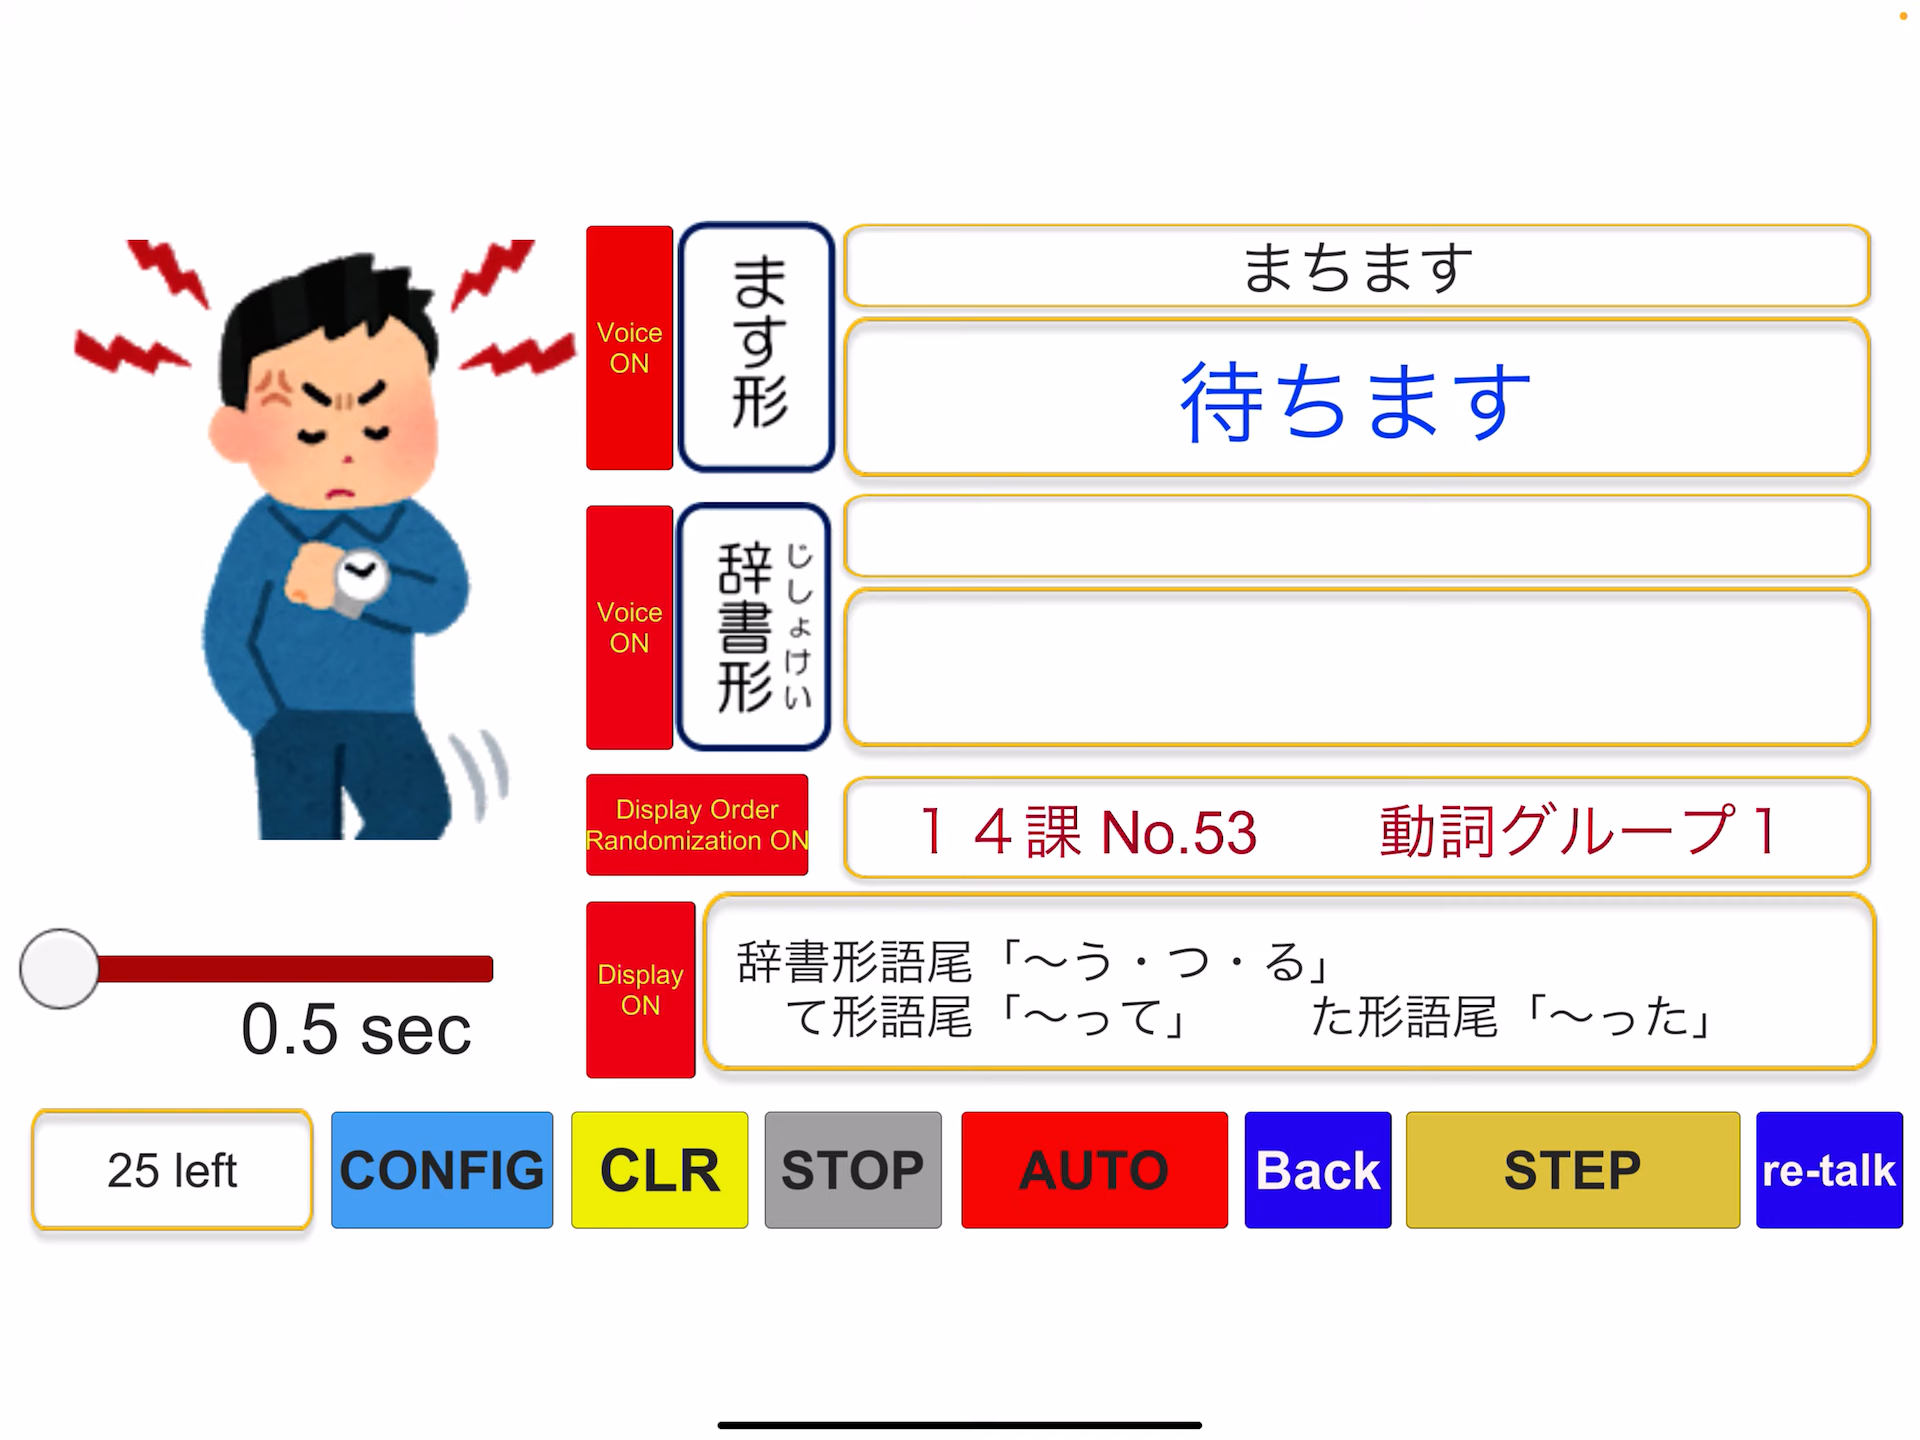 Voice
ON
ます形
まちます
待ちます
Voice
ON
辞書形
じしょけい
Display Order
Randomization ON
１４課 No.53　　動詞グループ１
Display
ON
辞書形語尾「〜う・つ・る」
て形語尾「〜って」　　た形語尾「〜った」
0.5 sec
25 left
CONFIG
CLR
STOP
AUTO
Back
STEP
re-talk